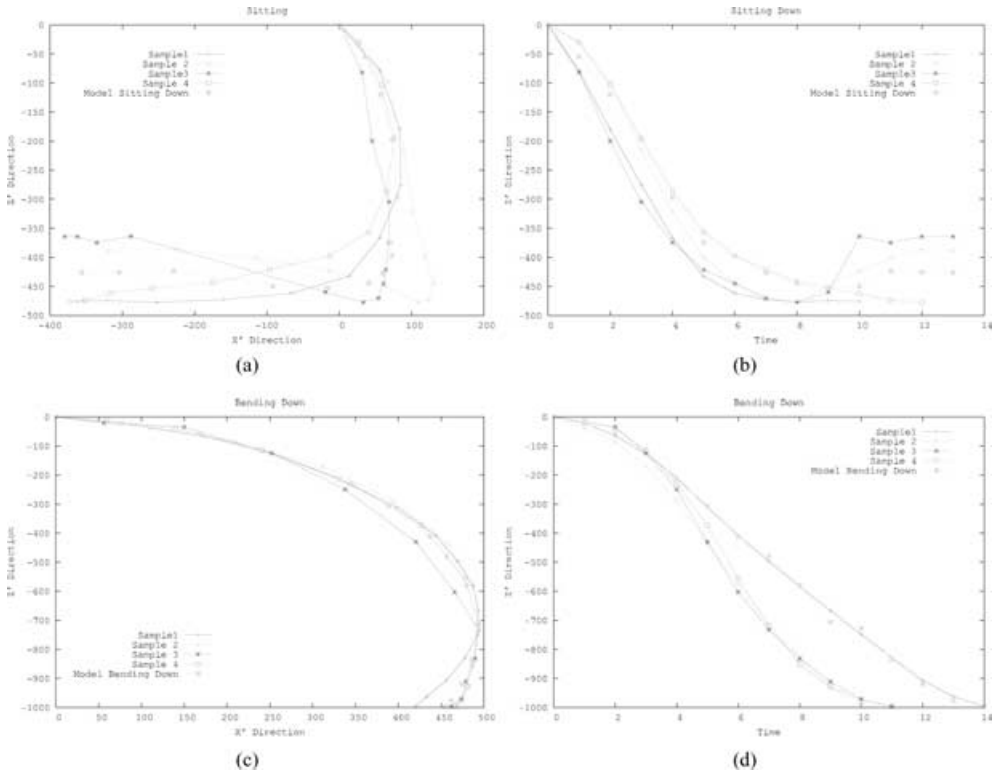 Sitting
0
-50
-100
-150
-200
-250
-300
-350
-400
-450
-500
Sample1
Sample 2
Sample3
Sample 4
Model Sitting Down
-400 -300 -200 -100 0 100 200
X" Direction
Z" Direction
(a)
Sitting Down
0
-50
-100
-150
-200
-250
-300
-350
-400
-450
-500
Sample1
Sample 2
Sample3
Sample 4
Model Sitting Down
0 2 4 6 8 10 12 14
Time
Z" Direction
(b)
Bending Down
0
-100
-200
-300
-400
-500
-600
-700
-800
-900
-1000
Sample1
Sample 2
Sample 3
Sample 4
Model Bending Down
0 50 100 150 200 250 300 350 400 450 500
X" Direction
Z" Direction
(c)
Bending Down
0
-100
-200
-300
-400
-500
-600
-700
-800
-900
-1000
Sample1
Sample 2
Sample 3
Sample 4
Model Bending Down
0 2 4 6 8 10 12 14
Time
Z" Direction
(d)